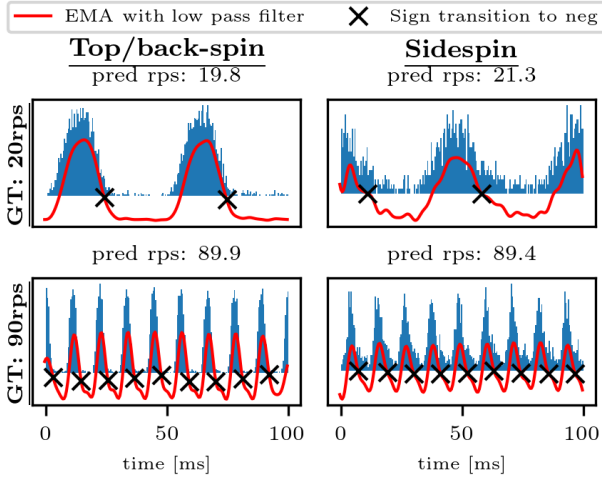 EMA with low pass filter
Sign transition to neg
Top/back-spin
Sidespin
pred rps: 19.8
pred rps: 21.3
GT: 20rps
pred rps: 89.9
pred rps: 89.4
GT: 90rps
0 50 100
0 50 100
time [ms]
time [ms]